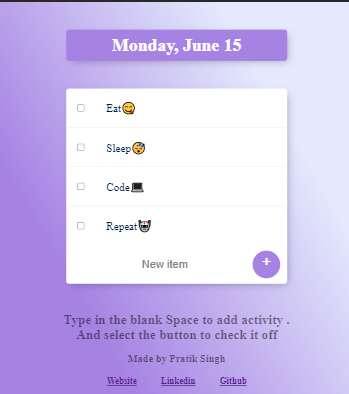 Monday, June 15
Eat😋
Sleep😴
Code💻
Repeat🤖
New item
+
Type in the blank Space to add activity .
And select the button to check it off
Made by Pratik Singh
Website Linkedin Github